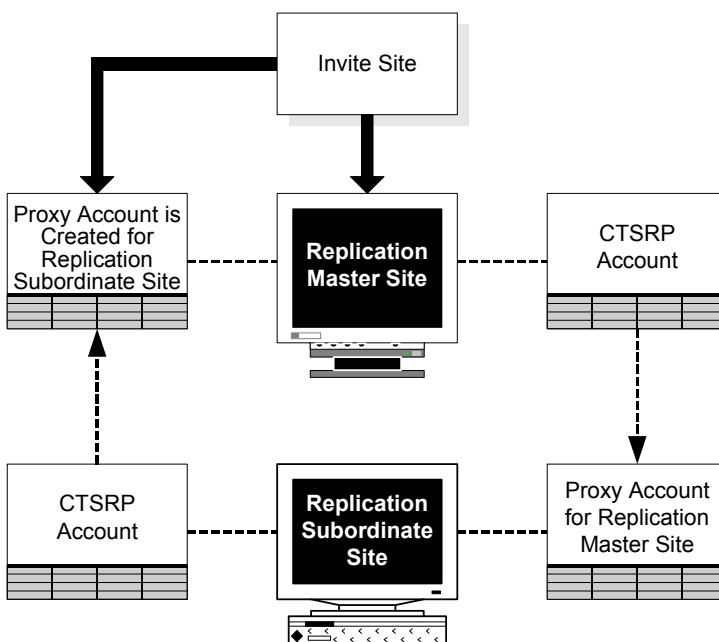 Invite Site
Proxy Account is
Created for
Replication
Subordinate Site
Replication
Master Site
CTSRP
Account
CTSRP
Account
Replication
Subordinate
Site
Proxy Account
for Replication
Master Site